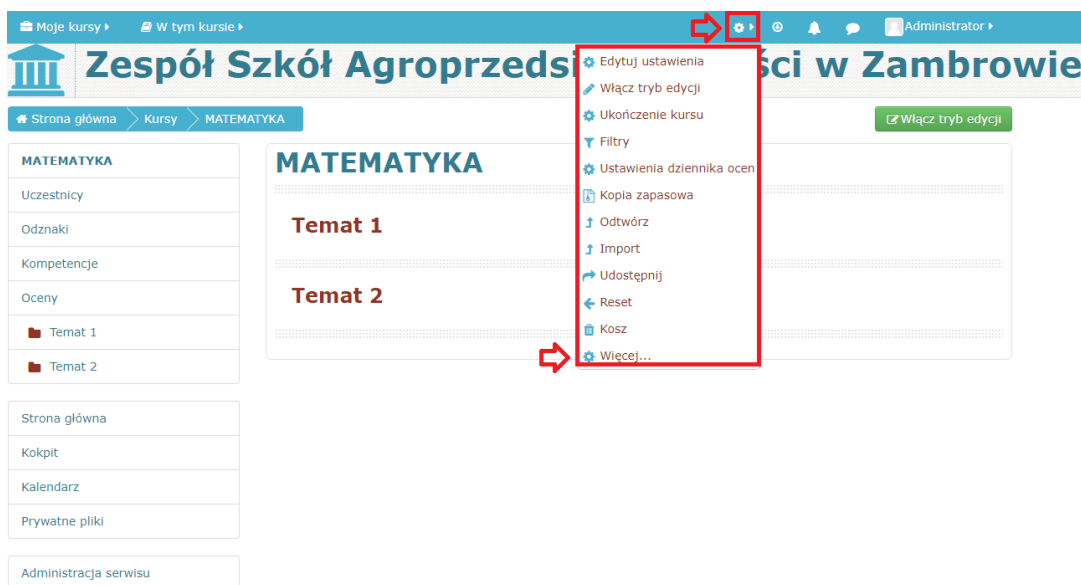 Moje kursy
W tym kursie
Administrator
Zespół Szkół Agroprzedsi ści w Zambrowie
Strona główna
Kursy
MATEMATYKA
Włącz tryb edycji
MATEMATYKA
Uczestnicy
Odznaki
Kompetencje
Oceny
Temat 1
Temat 2
Strona główna
Kokpit
Kalendarz
Prywatne pliki
Administracja serwisu
MATEMATYKA
Temat 1
Temat 2
Edytuj ustawienia
Włącz tryb edycji
Ukończenie kursu
Filtry
Ustawienia dziennika ocen
Kopia zapasowa
Odtwórz
Import
Udostępnij
Reset
Kosz
Więcej...